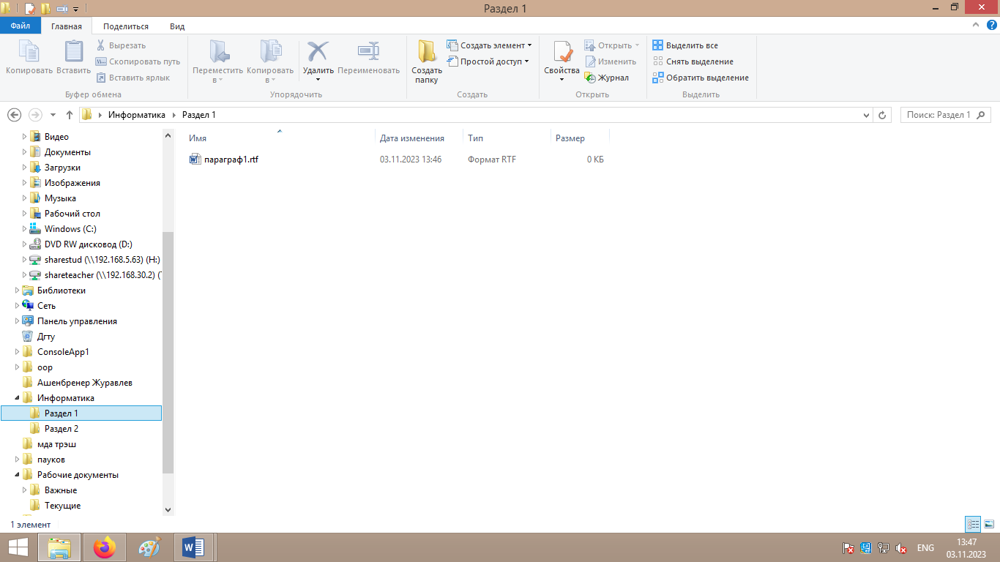 Раздел 1
Файл Главная Поделиться Вид
Копировать Вставить Вырезать
Скопировать путь
Вставить ярлык
Буфер обмена
Переместить в Копировать в Удалить Переименовать
Упорядочить
Создать папку Создать элемент
Простой доступ
Создать
Свойства Открыть
Изменить
Журнал
Открыть
Выделить все
Снять выделение
Обратить выделение
Выделить
Информатика Раздел 1 Поиск: Раздел 1
Видео
Документы
Загрузки
Изображения
Музыка
Рабочий стол
Windows (C:)
DVD RW дисковод (D:)
sharestud (\\192.168.5.63) (H:)
shareteacher (\\192.168.30.2) (
Библиотеки
Сеть
Панель управления
Дгту
ConsoleApp1
oop
Ашенбренер Журавлев
Информатика
Раздел 1
Раздел 2
мда трэш
пауков
Рабочие документы
Важные
Текущие
Имя Дата изменения Тип Размер
параграф1.rtf 03.11.2023 13:46 Формат RTF 0 КБ
1 элемент
ENG 13:47
03.11.2023